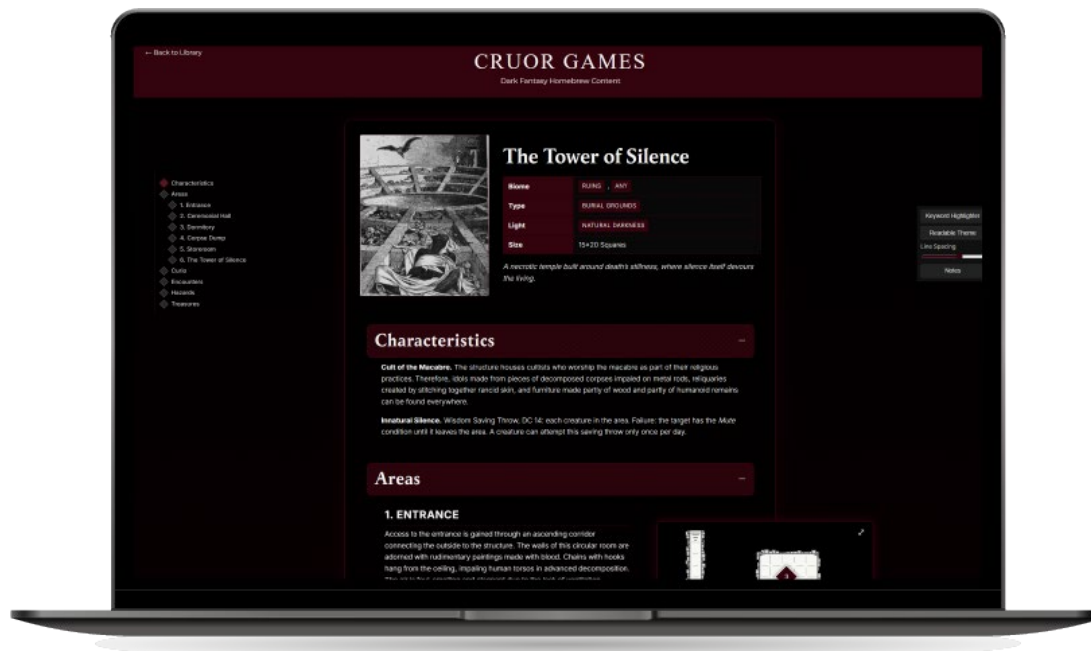 ← Back to Library
CRUOR GAMES
Dark Fantasy Homebrew Content
Characteristics
Areas
1. Entrance
2. Ceremonial Hall
3. Dormitory
4. Corpse Dump
5. Storeroom
6. The Tower of Silence
Curio
Encounters
Hazards
Treasures
The Tower of Silence
Biome RUINS , ANY
Type BURIAL GROUNDS
Light NATURAL DARKNESS
Size 15×20 Squares
A necrotic temple built around death's stillness, where silence itself devours
the living.
Keyword Highlighter
Readable Theme
Line Spacing
Notes
Characteristics
Cult of the Macabre. The structure houses cultists who worship the macabre as part of their religious
practices. Therefore, idols made from pieces of decomposed corpses impaled on metal rods, reliquaries
created by stitching together rancid skin, and furniture made partly of wood and partly of humanoid remains
can be found everywhere.
Innatural Silence. Wisdom Saving Throw, DC 14: each creature in the area. Failure: the target has the Mute
condition until it leaves the area. A creature can attempt this saving throw only once per day.
Areas
1. ENTRANCE
Access to the entrance is gained through an ascending corridor
connecting the outside to the structure. The walls of this circular room are
adorned with rudimentary paintings made with blood. Chains with hooks
hang from the ceiling, impaling human torsos in advanced decomposition.
3